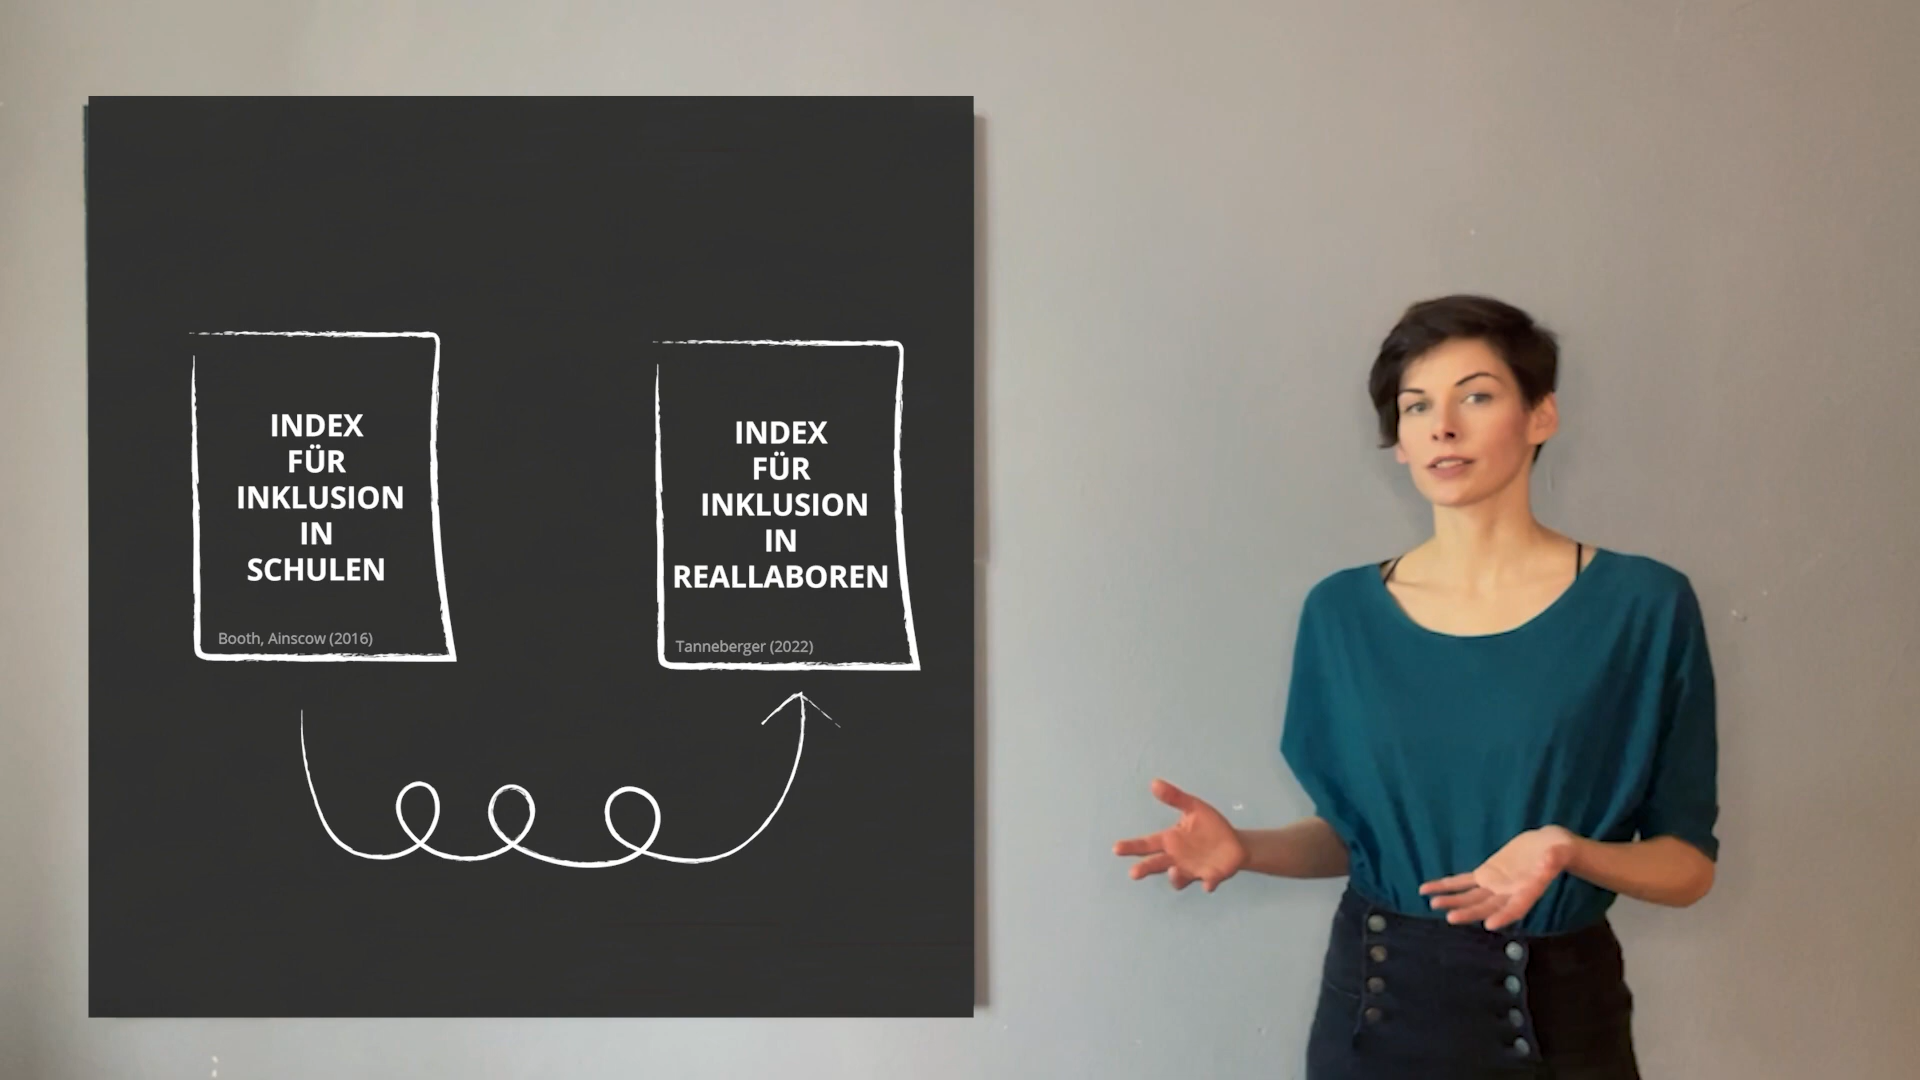 INDEX
FÜR
INKLUSION
IN
SCHULEN
Booth, Ainscow (2016)
INDEX
FÜR
INKLUSION
IN
REALLABOREN
Tanneberger (2022)